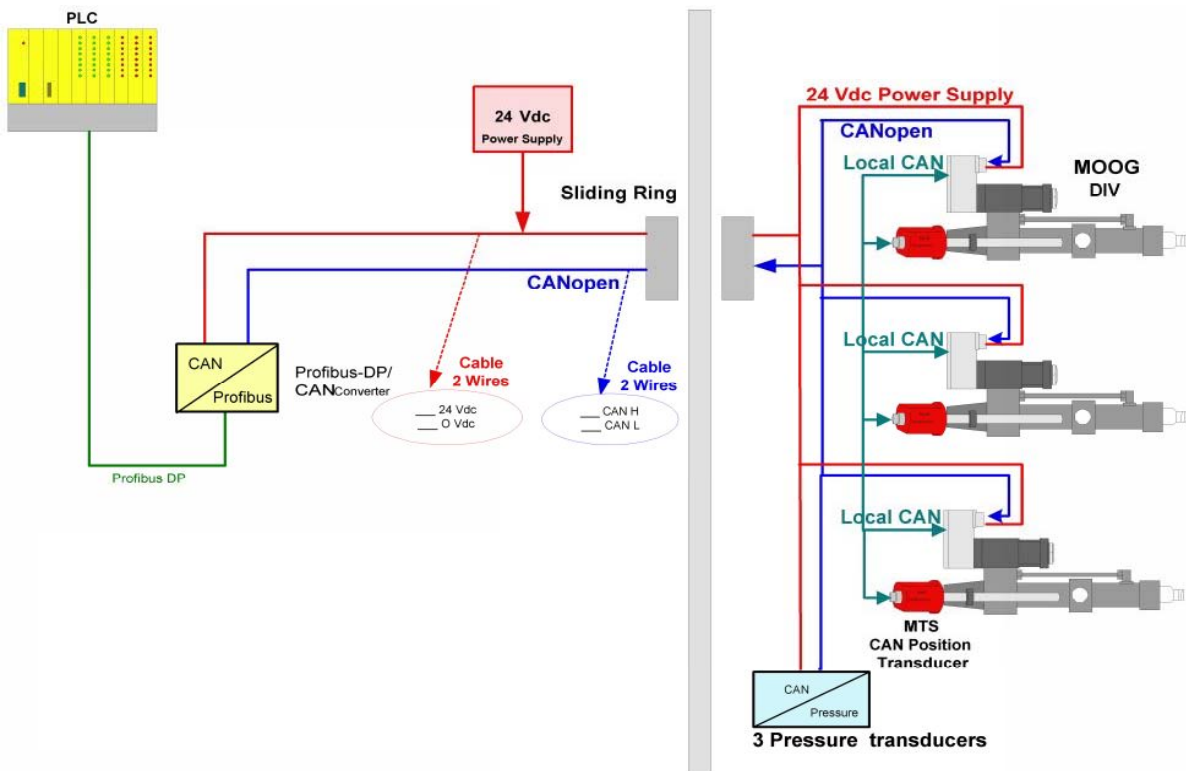 PLC
24 Vdc
Power Supply
Sliding Ring
CANopen
CAN
Profibus
Profibus-DP/
CANConverter
Profibus DP
Cable
2 Wires
24 Vdc
O Vdc
Cable
2 Wires
CAN H
CAN L
24 Vdc Power Supply
CANopen
Local CAN
MOOG
DIV
Local CAN
Local CAN
MTS
CAN Position
Transducer
CAN
Pressure
3 Pressure transducers